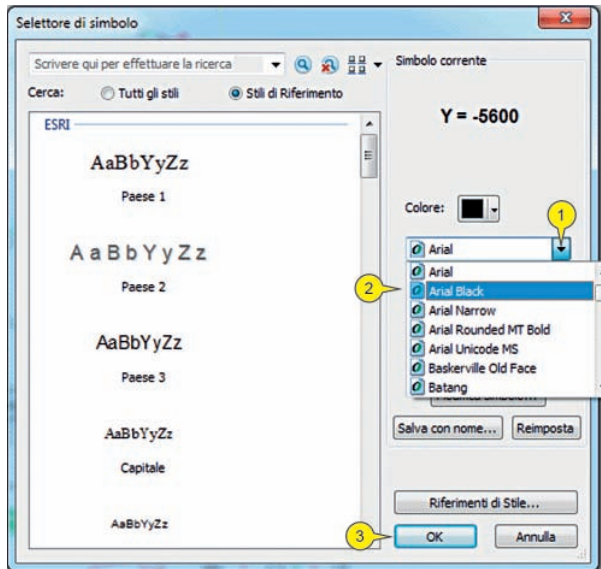 Selettore di simbolo
Scrivere qui per effettuare la ricerca
Cerca: Tutti gli stili Stili di Riferimento
ESRI
AaBbYyZz
Paese 1
AaBbYyZz
Paese 2
AaBbYyZz
Paese 3
AaBbYyZz
Capitale
AaBbYyZz
Simbolo corrente
Y = -5600
Colore:
1
Arial
Arial
2
Arial Black
Arial Narrow
Arial Rounded MT Bold
Arial Unicode MS
Baskerville Old Face
Batang
Salva con nome... Reimposta
Riferimenti di Stile...
3
OK Annulla